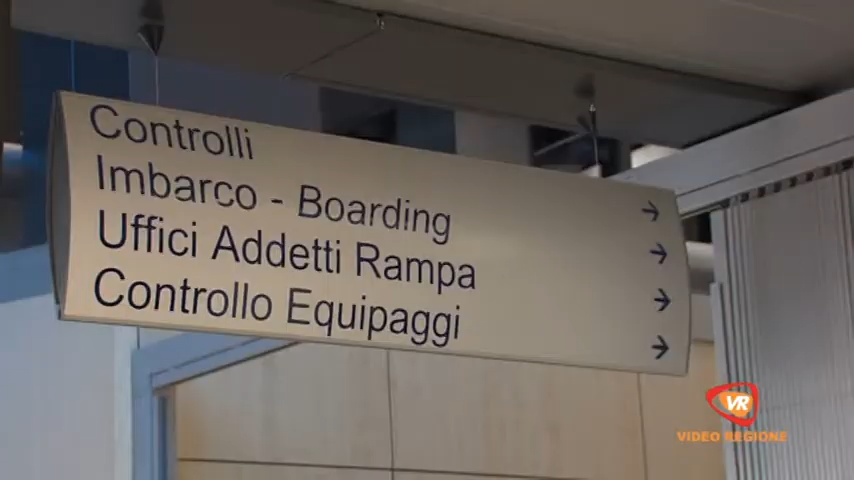 Controlli
Imbarco - Boarding
Uffici Addetti Rampa
Controllo Equipaggi
VR
VIDEO REGIONE